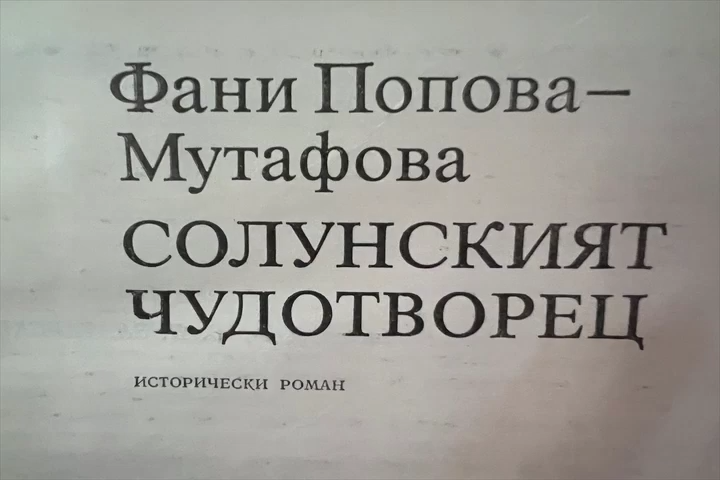 Фани Попова–
Мутафова
СОЛУНСКИЯТ
ЧУДОТВОРЕЦ
ИСТОРИЧЕСКИ РОМАН